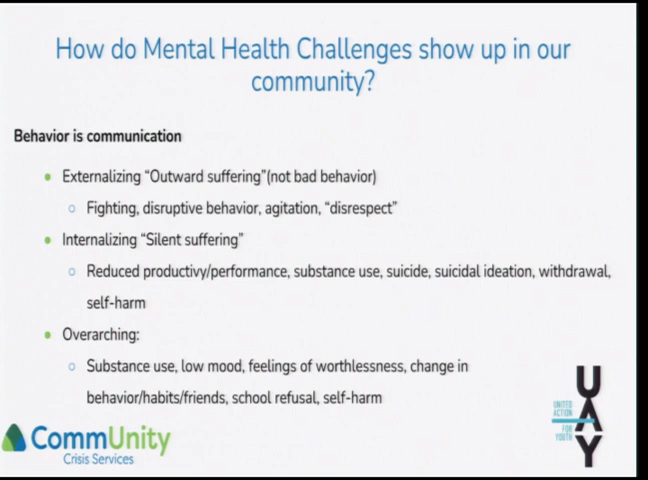 How do Mental Health Challenges show up in our
community?
Behavior is communication
Externalizing “Outward suffering”(not bad behavior)
Fighting, disruptive behavior, agitation, “disrespect”
Internalizing “Silent suffering”
Reduced productivy/performance, substance use, suicide, suicidal ideation, withdrawal,
self-harm
Overarching:
Substance use, low mood, feelings of worthlessness, change in
behavior/habits/friends, school refusal, self-harm
CommUnity
Crisis Services
UAY
UNITED
ACTION
FOR
YOUTH